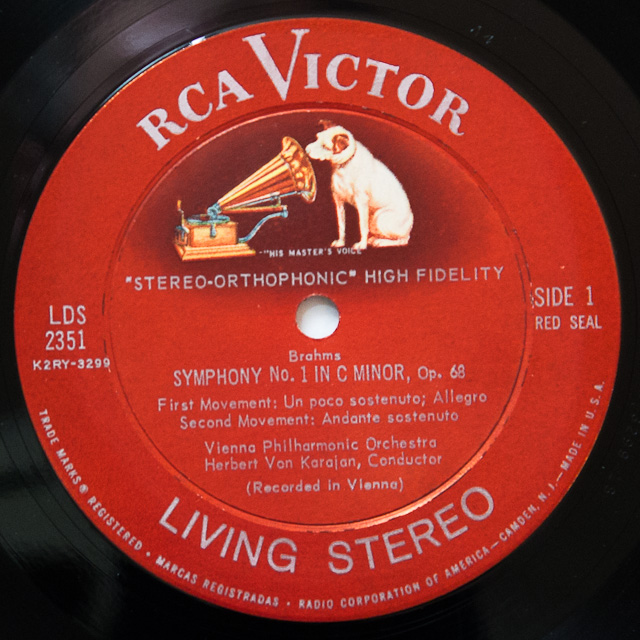 RCA VICTOR
"HIS MASTER'S VOICE"
"STEREO-ORTHOPHONIC" HIGH FIDELITY
LDS
2351
K2RY-3299
SIDE 1
RED SEAL
Brahms
SYMPHONY No. 1 IN C MINOR, Op. 68
First Movement: Un poco sostenuto; Allegro
Second Movement: Andante sostenuto
Vienna Philharmonic Orchestra
Herbert Von Karajan, Conductor
(Recorded in Vienna)
LIVING STEREO
TRADE MARKS ® REGISTERED • MARCAS REGISTRADAS • RADIO CORPORATION OF AMERICA—CAMDEN, N.J.—MADE IN U.S.A.